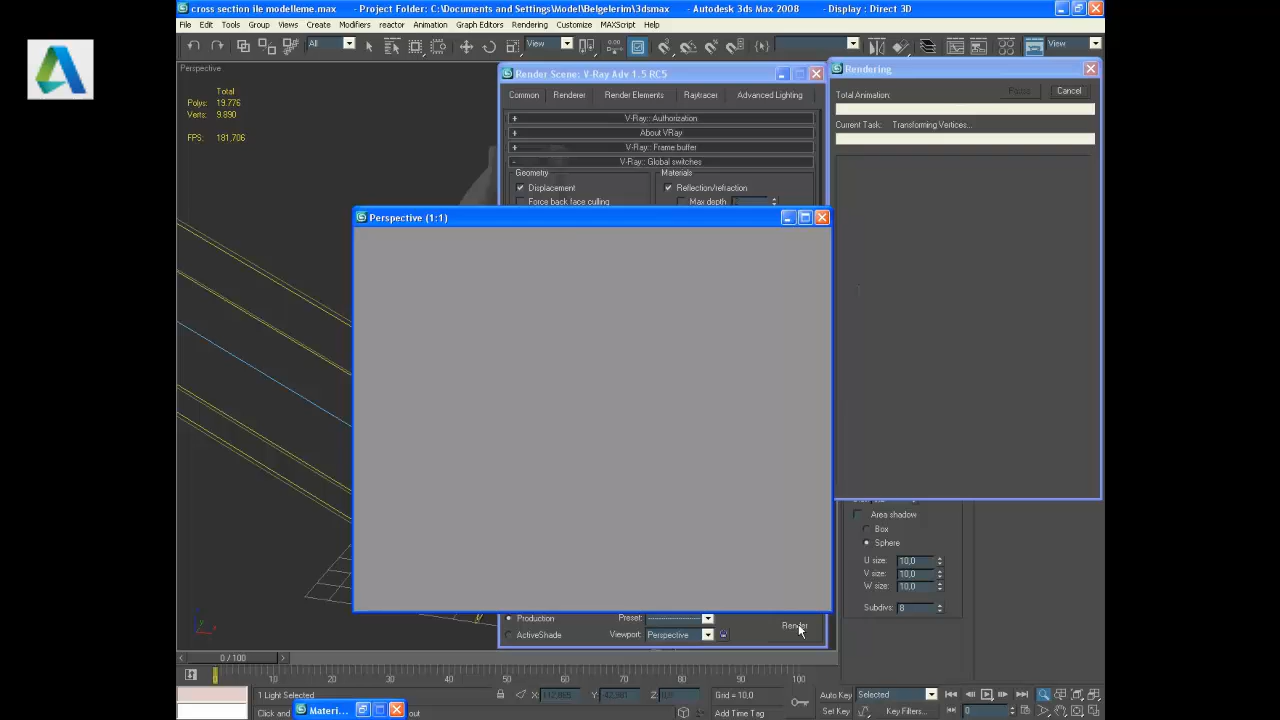 cross section ile modelleme.max - Project Folder: C:\Documents and Settings\Model\Belgelerim\3dsmax - Autodesk 3ds Max 2008 - Display : Direct 3D
File Edit Tools Group Views Create Modifiers reactor Animation Graph Editors Rendering Customize MAXScript Help
All View View
Perspective
Total
Polys: 19.776
Verts: 9.890
FPS: 181,706
Render Scene: V-Ray Adv 1.5 RC5
Common Renderer Render Elements Raytracer Advanced Lighting
+ V-Ray:: Authorization
+ About VRay
+ V-Ray:: Frame buffer
- V-Ray:: Global switches
Geometry Materials
Displacement Reflection/refraction
Force back face culling Max depth
Rendering
Pause Cancel
Total Animation:
Current Task: Transforming Vertices...
Perspective (1:1)
Area shadow
Box
Sphere
U size: 10,0
V size: 10,0
W size: 10,0
Subdivs: 8
Production Preset:
ActiveShade Viewport: Perspective
Render
0 / 100
10 20 30 40 50 60 70 80 90 100
1 Light Selected X: Y: Z: Grid = 10,0 Auto Key Selected
Click and out Add Time Tag Set Key Key Filters... 0
Materi...